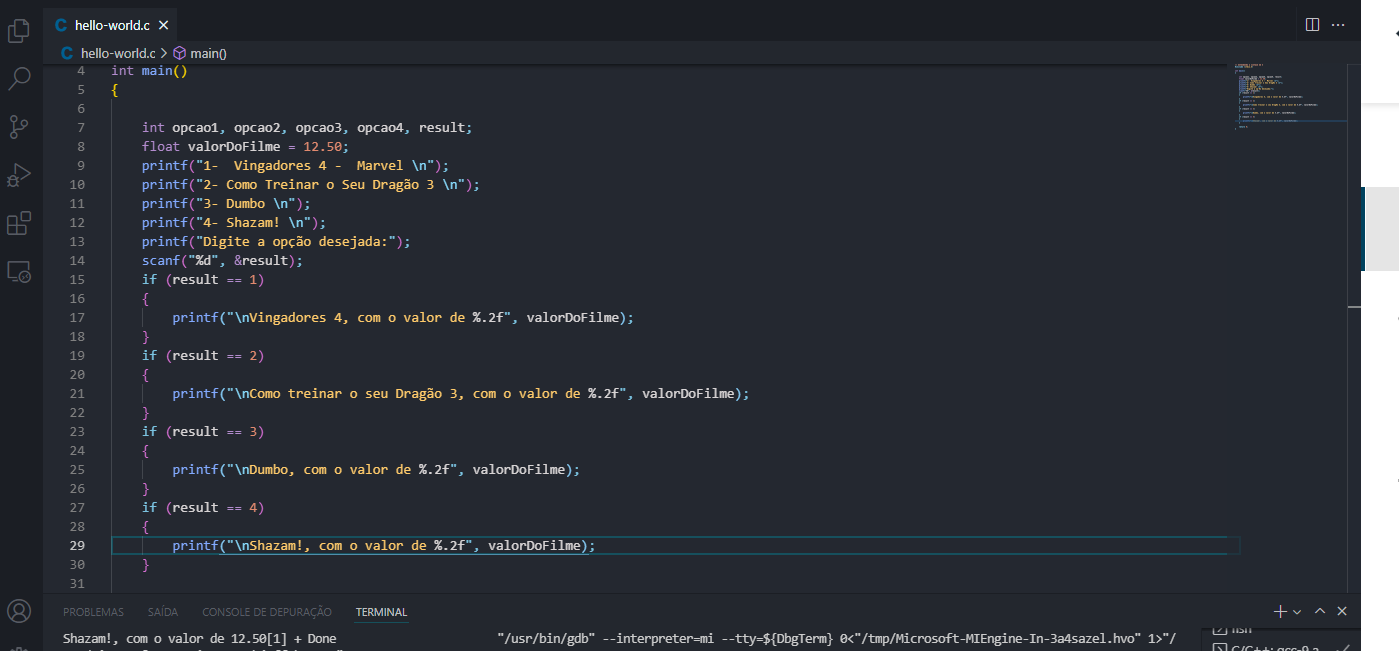 hello-world.c
hello-world.c > main()
4 int main()
5 {
6
7 int opcao1, opcao2, opcao3, opcao4, result;
8 float valorDoFilme = 12.50;
9 printf("1-  Vingadores 4 -  Marvel \n");
10 printf("2- Como Treinar o Seu Dragão 3 \n");
11 printf("3- Dumbo \n");
12 printf("4- Shazam! \n");
13 printf("Digite a opção desejada:");
14 scanf("%d", &result);
15 if (result == 1)
16 {
17 printf("\nVingadores 4, com o valor de %.2f", valorDoFilme);
18 }
19 if (result == 2)
20 {
21 printf("\nComo treinar o seu Dragão 3, com o valor de %.2f", valorDoFilme);
22 }
23 if (result == 3)
24 {
25 printf("\nDumbo, com o valor de %.2f", valorDoFilme);
26 }
27 if (result == 4)
28 {
29 printf("\nShazam!, com o valor de %.2f", valorDoFilme);
30 }
31
PROBLEMAS SAÍDA CONSOLE DE DEPURAÇÃO TERMINAL
Shazam!, com o valor de 12.50[1] + Done "/usr/bin/gdb" --interpreter=mi --tty=${DbgTerm} 0<"/tmp/Microsoft-MIEngine-In-3a4sazel.hvo" 1>"/